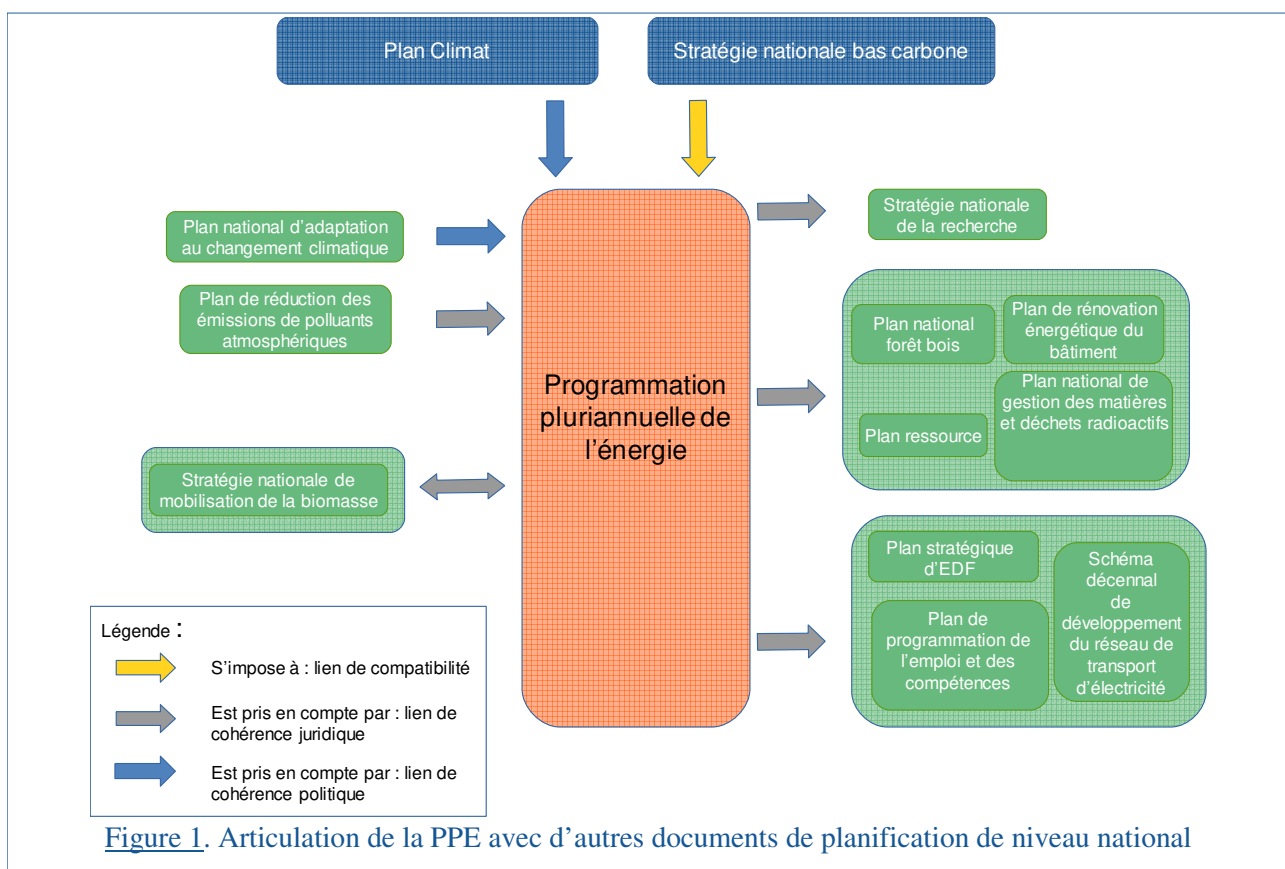 Plan Climat
Stratégie nationale bas carbone
Plan national d'adaptation
au changement climatique
Plan de réduction des
émissions de polluants
atmosphériques
Stratégie nationale de
mobilisation de la biomasse
Programmation
pluriannuelle de
l'énergie
Stratégie nationale
de la recherche
Plan national
forêt bois
Plan de rénovation
énergétique du
bâtiment
Plan ressource
Plan national de
gestion des matières
et déchets radioactifs
Plan stratégique
d'EDF
Plan de
programmation de
l'emploi et des
compétences
Schéma
décennal
de
développement
du réseau de
transport
d'électricité
Légende :
S'impose à : lien de compatibilité
Est pris en compte par : lien de
cohérence juridique
Est pris en compte par : lien de
cohérence politique
Figure 1. Articulation de la PPE avec d'autres documents de planification de niveau national